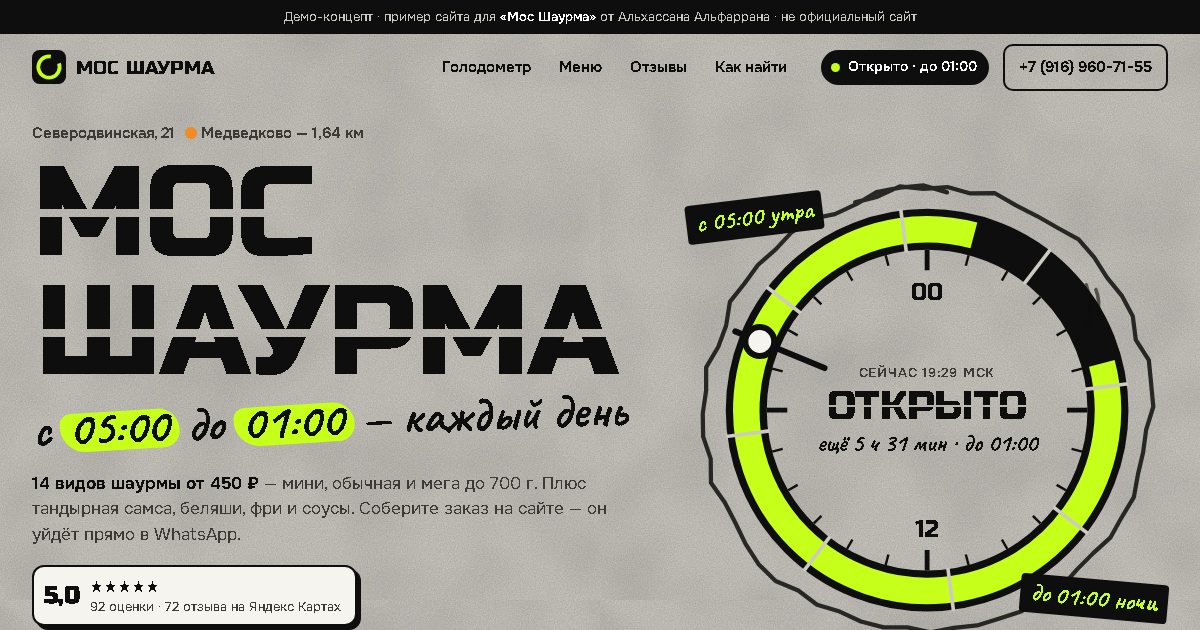 Демо-концепт · пример сайта для «Мос Шаурма» от Альхассана Альфаррана · не официальный сайт
МОС ШАУРМА
Голодометр
Меню
Отзывы
Как найти
Открыто · до 01:00
+7 (916) 960-71-55
Северодвинская, 21 Медведково — 1,64 км
МОС
ШАУРМА
с 05:00 до 01:00 — каждый день
14 видов шаурмы от 450 ₽ — мини, обычная и мега до 700 г. Плюс
тандырная самса, беляши, фри и соусы. Соберите заказ на сайте — он
уйдёт прямо в WhatsApp.
5,0 ★★★★★
92 оценки · 72 отзыва на Яндекс Картах
с 05:00 утра
00
СЕЙЧАС 19:29 МСК
ОТКРЫТО
ещё 5 ч 31 мин · до 01:00
12
до 01:00 ночи